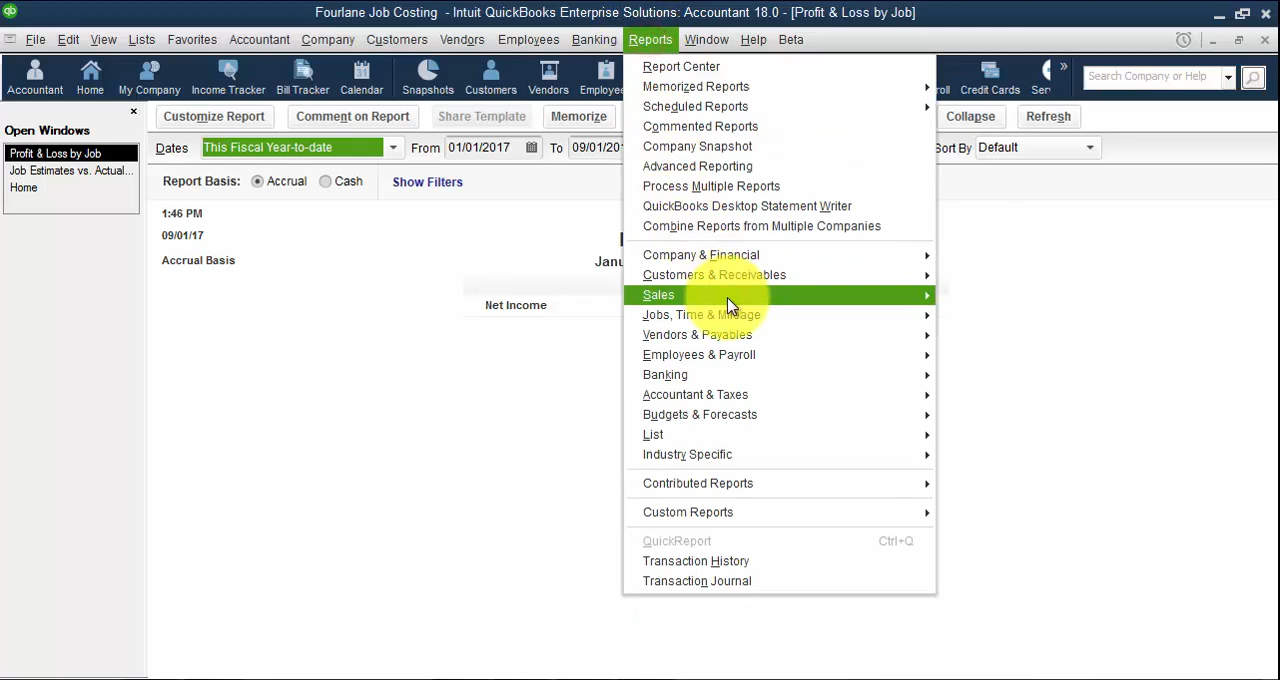 Fourlane Job Costing - Intuit QuickBooks Enterprise Solutions: Accountant 18.0 - [Profit & Loss by Job]
File Edit View Lists Favorites Accountant Company Customers Vendors Employees Banking Reports Window Help Beta
Accountant Home My Company Income Tracker Bill Tracker Calendar Snapshots Customers Vendors Credit Cards
Search Company or Help
Open Windows
Profit & Loss by Job
Job Estimates vs. Actual...
Home
Customize Report Comment on Report Share Template Memorize Collapse Refresh
Dates This Fiscal Year-to-date From 01/01/2017 To Sort By Default
Report Basis: Accrual Cash Show Filters
1:46 PM
09/01/17
Accrual Basis
Net Income
Report Center
Memorized Reports
Scheduled Reports
Commented Reports
Company Snapshot
Advanced Reporting
Process Multiple Reports
QuickBooks Desktop Statement Writer
Combine Reports from Multiple Companies
Company & Financial
Customers & Receivables
Sales
Jobs, Time & Mileage
Vendors & Payables
Employees & Payroll
Banking
Accountant & Taxes
Budgets & Forecasts
List
Industry Specific
Contributed Reports
Custom Reports
QuickReport Ctrl+Q
Transaction History
Transaction Journal